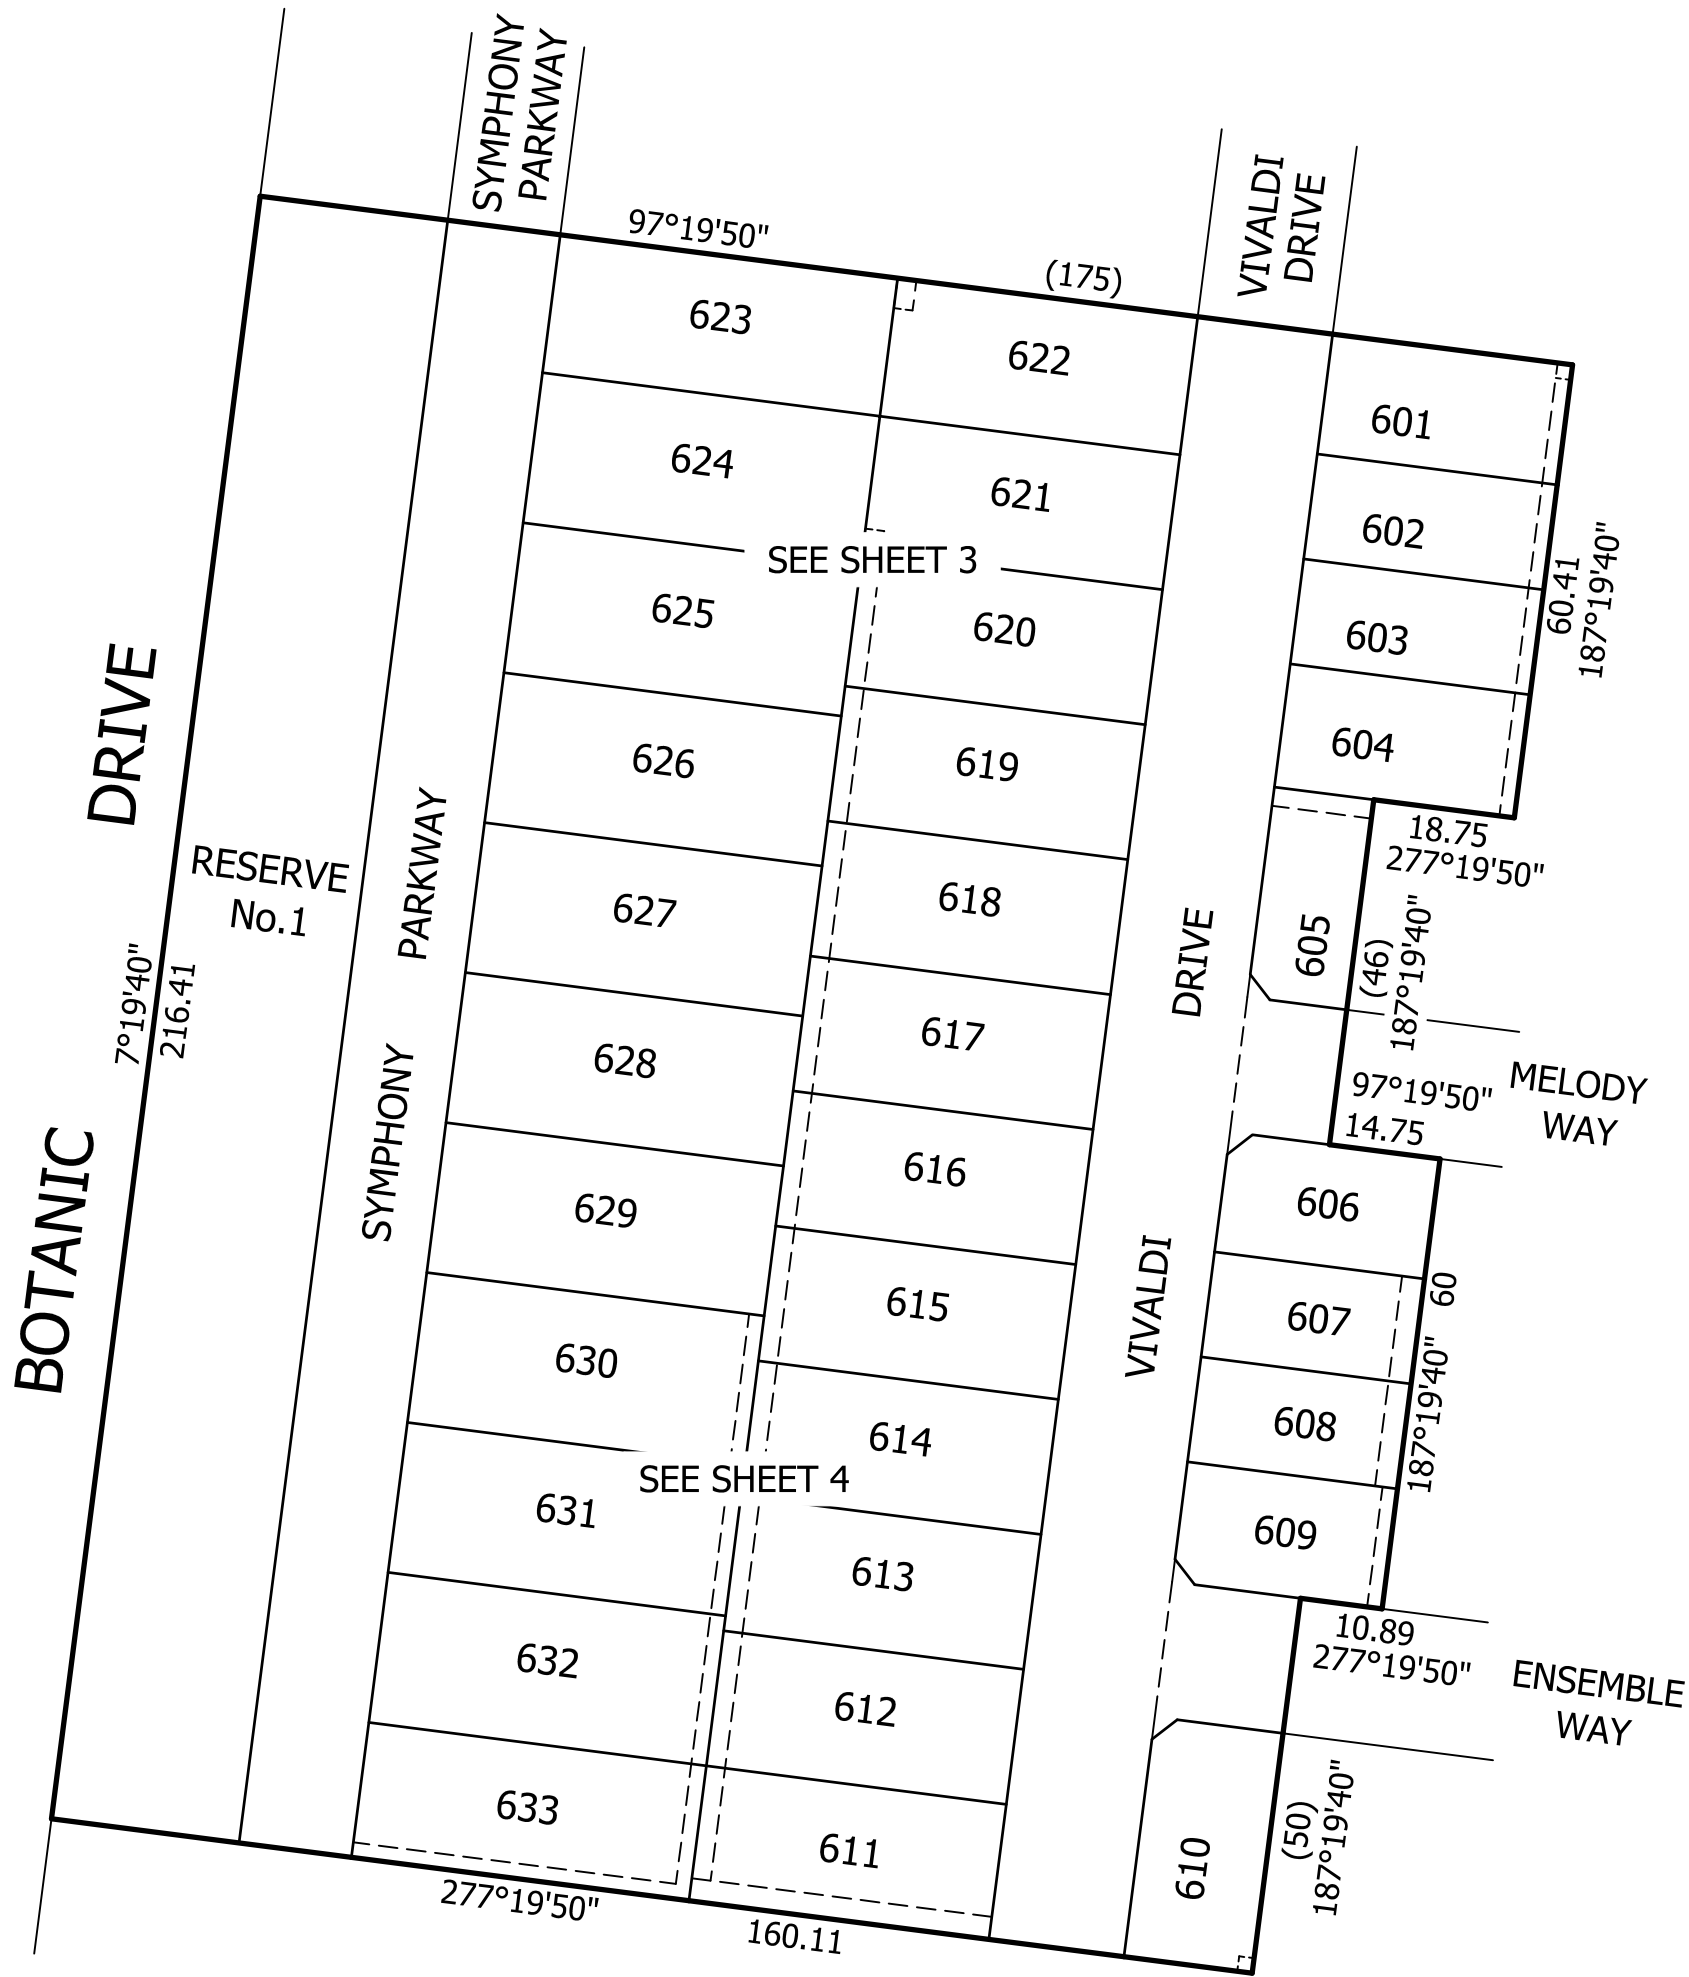 SYMPHONY
PARKWAY
VIVALDI
DRIVE
97°19'50"
(175)
623
622
601
624
621
602
SEE SHEET 3
60.41
187°19'40"
625
620
603
626
619
604
DRIVE
18.75
277°19'50"
RESERVE
No.1
PARKWAY
627
618
DRIVE
605
(46)
187°19'40"
7°19'40"
216.41
628
617
MELODY
WAY
97°19'50"
14.75
SYMPHONY
BOTANIC
629
616
606
615
VIVALDI
607
60
187°19'40"
630
614
608
SEE SHEET 4
631
613
609
10.89
277°19'50"
ENSEMBLE
WAY
632
612
633
611
610
(50)
187°19'40"
277°19'50"
160.11